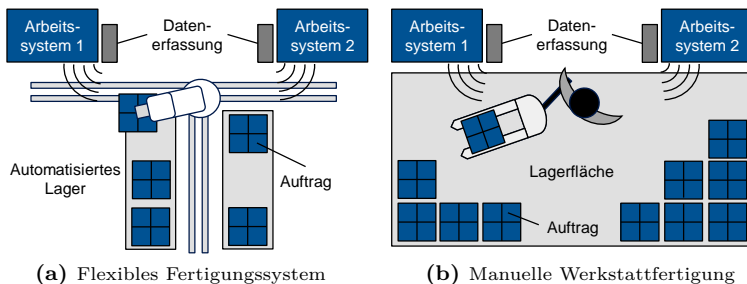 Arbeits-
system 1
Daten-
erfassung
Arbeits-
system 2
Automatisiertes
Lager
Auftrag
(a) Flexibles Fertigungssystem
Arbeits-
system 1
Daten-
erfassung
Arbeits-
system 2
Lagerfläche
Auftrag
(b) Manuelle Werkstattfertigung